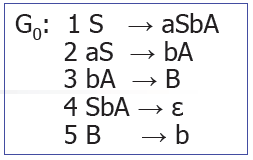 G₀: 1 S → aSbA
2 aS → bA
3 bA → B
4 SbA → ε
5 B → b